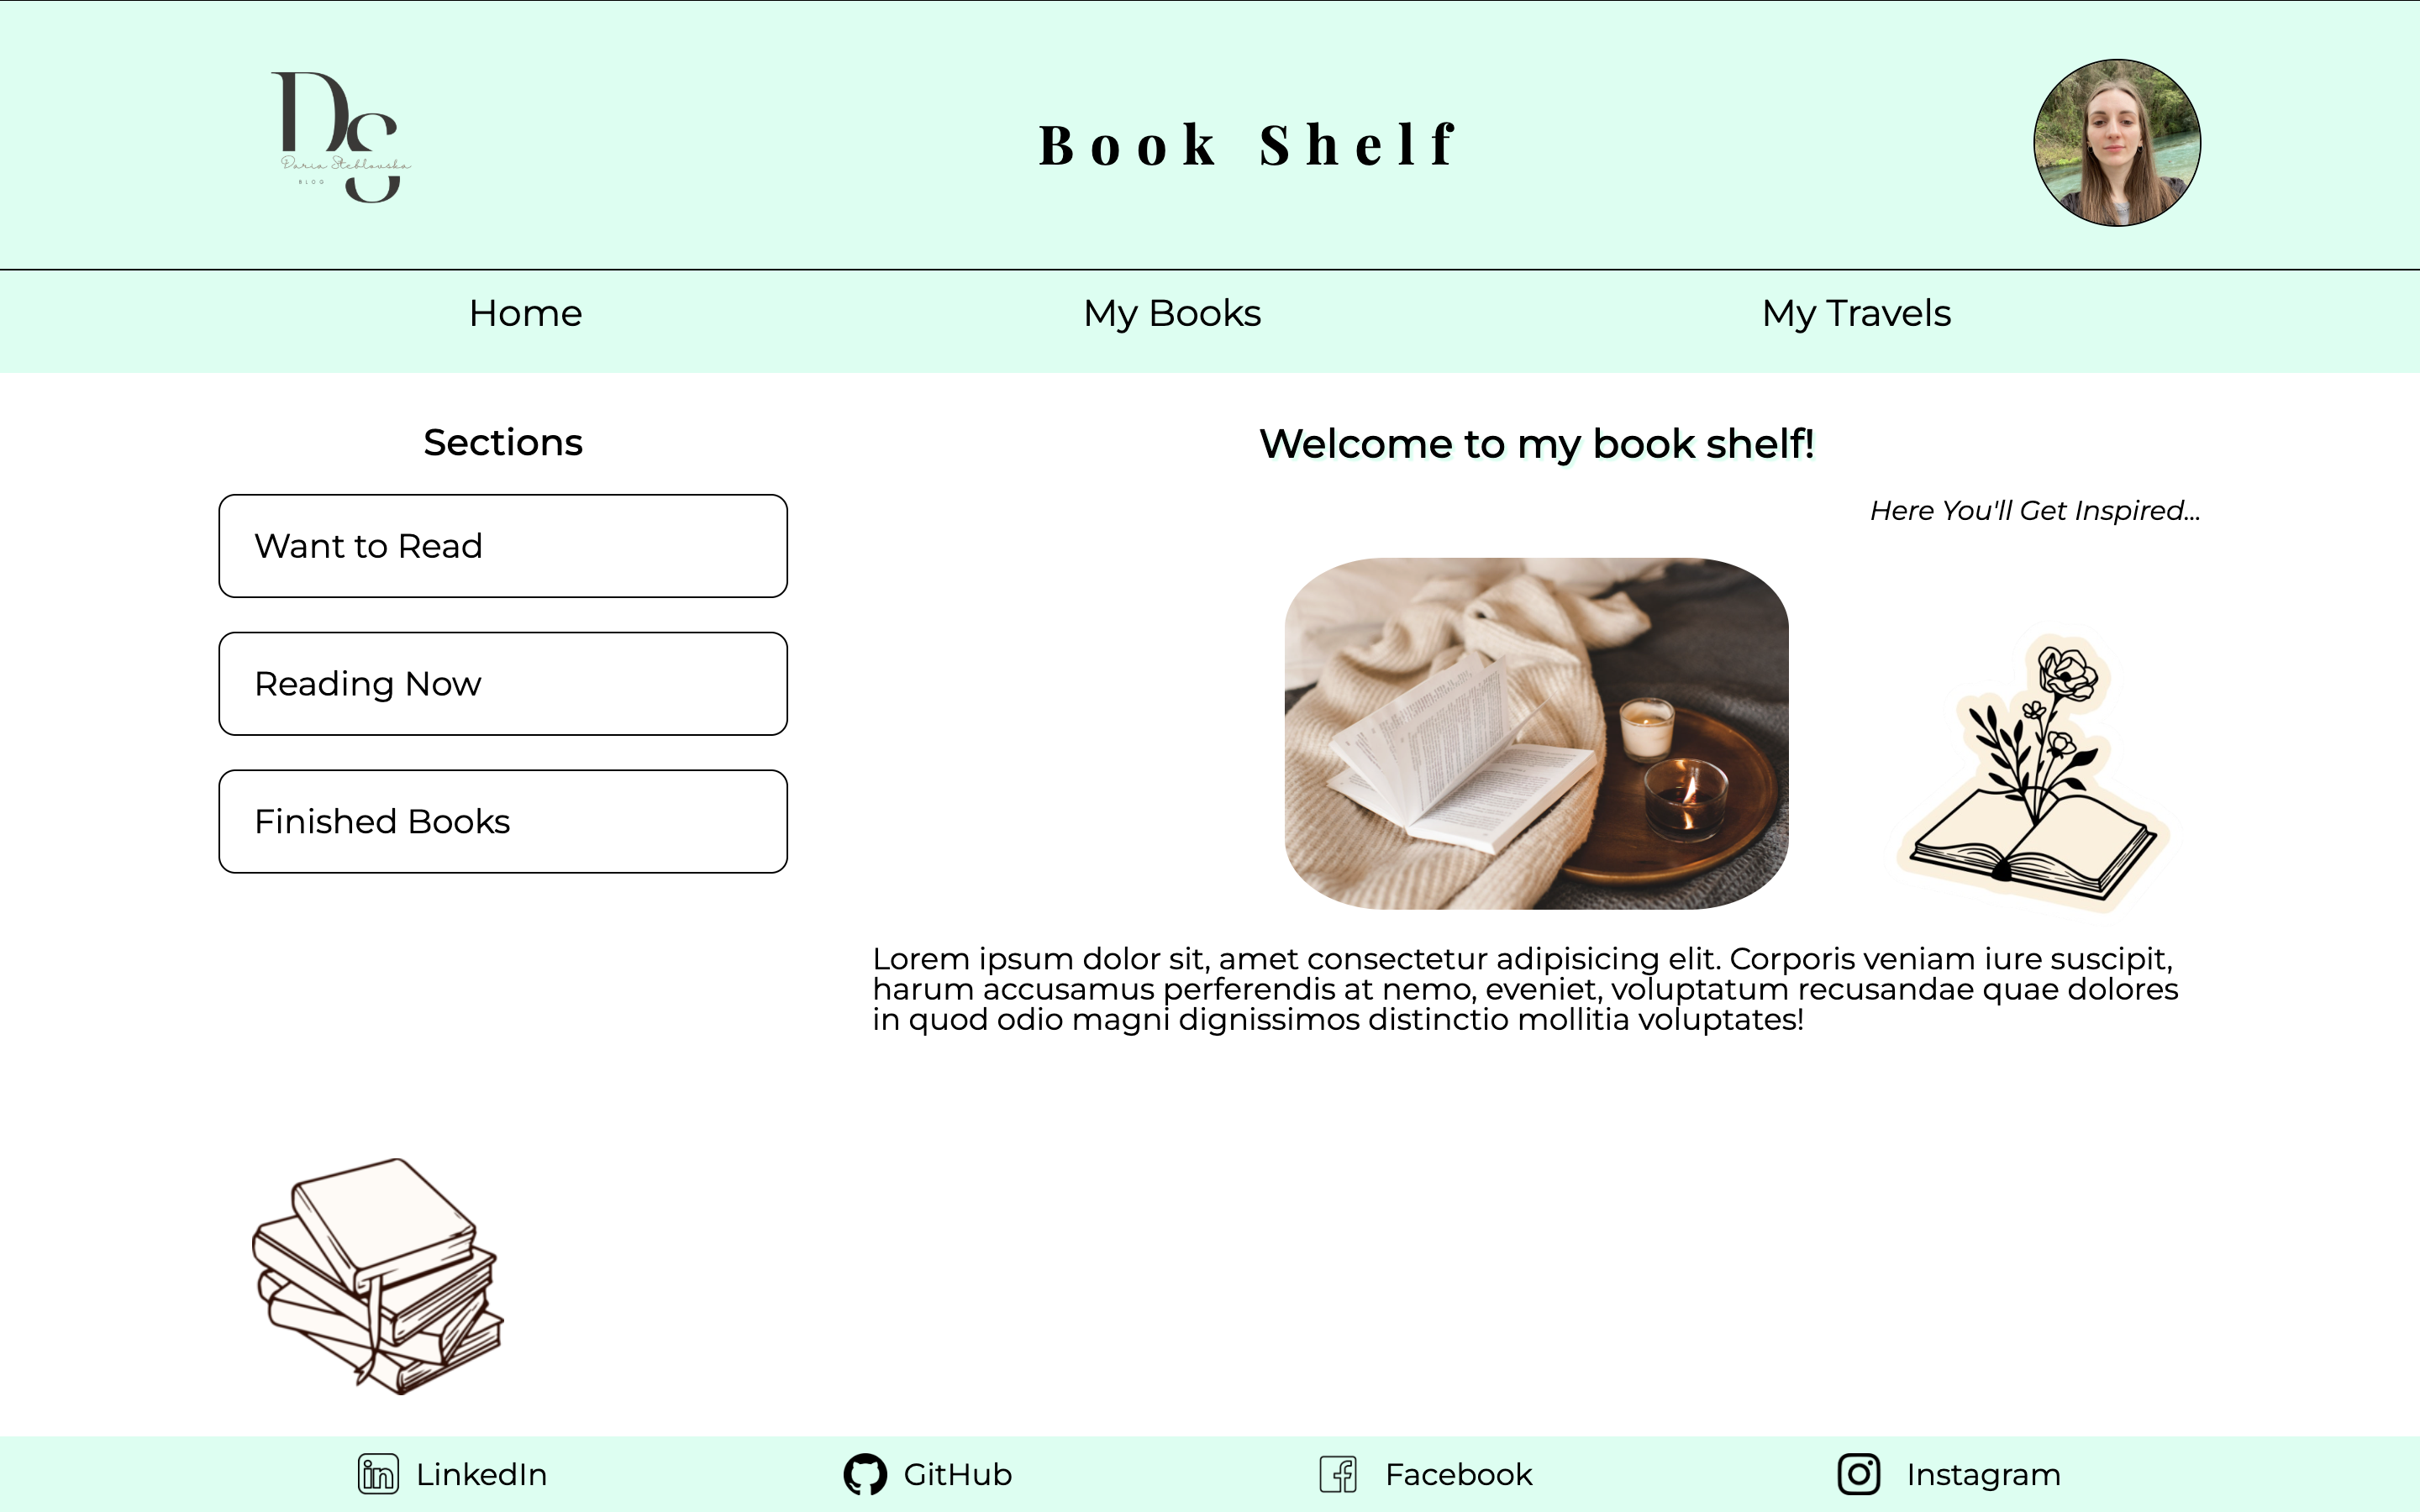 DS
Daria Steblovska
BLOG
Book Shelf
Home
My Books
My Travels
Sections
Want to Read
Reading Now
Finished Books
Welcome to my book shelf!
Here You'll Get Inspired...
Lorem ipsum dolor sit, amet consectetur adipisicing elit. Corporis veniam iure suscipit,
harum accusamus perferendis at nemo, eveniet, voluptatum recusandae quae dolores
in quod odio magni dignissimos distinctio mollitia voluptates!
in LinkedIn
GitHub
f Facebook
Instagram